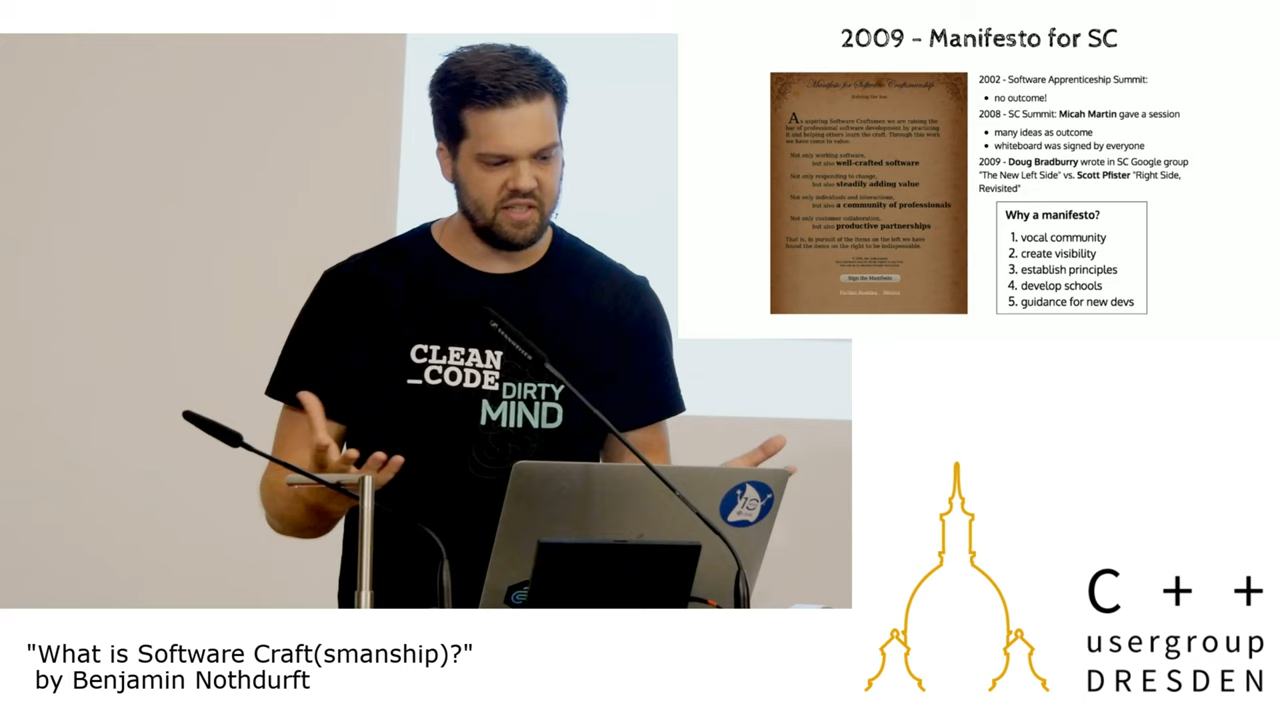 2009 - Manifesto for SC
Manifesto for Software Craftsmanship
Raising the bar.
As aspiring Software Craftsmen we are raising the
bar of professional software development by practicing
it and helping others learn the craft. Through this work
we have come to value:
Not only working software,
but also well-crafted software
Not only responding to change,
but also steadily adding value
Not only individuals and interactions,
but also a community of professionals
Not only customer collaboration,
but also productive partnerships
That is, in pursuit of the items on the left we have
found the items on the right to be indispensable.
Sign the Manifesto
2002 - Software Apprenticeship Summit:
• no outcome!
2008 - SC Summit: Micah Martin gave a session
• many ideas as outcome
• whiteboard was signed by everyone
2009 - Doug Bradburry wrote in SC Google group
"The New Left Side" vs. Scott Pfister "Right Side,
Revisited"
Why a manifesto?
1. vocal community
2. create visibility
3. establish principles
4. develop schools
5. guidance for new devs
CLEAN
_CODE
DIRTY
MIND
"What is Software Craft(smanship)?"
by Benjamin Nothdurft
C + +
usergroup
DRESDEN